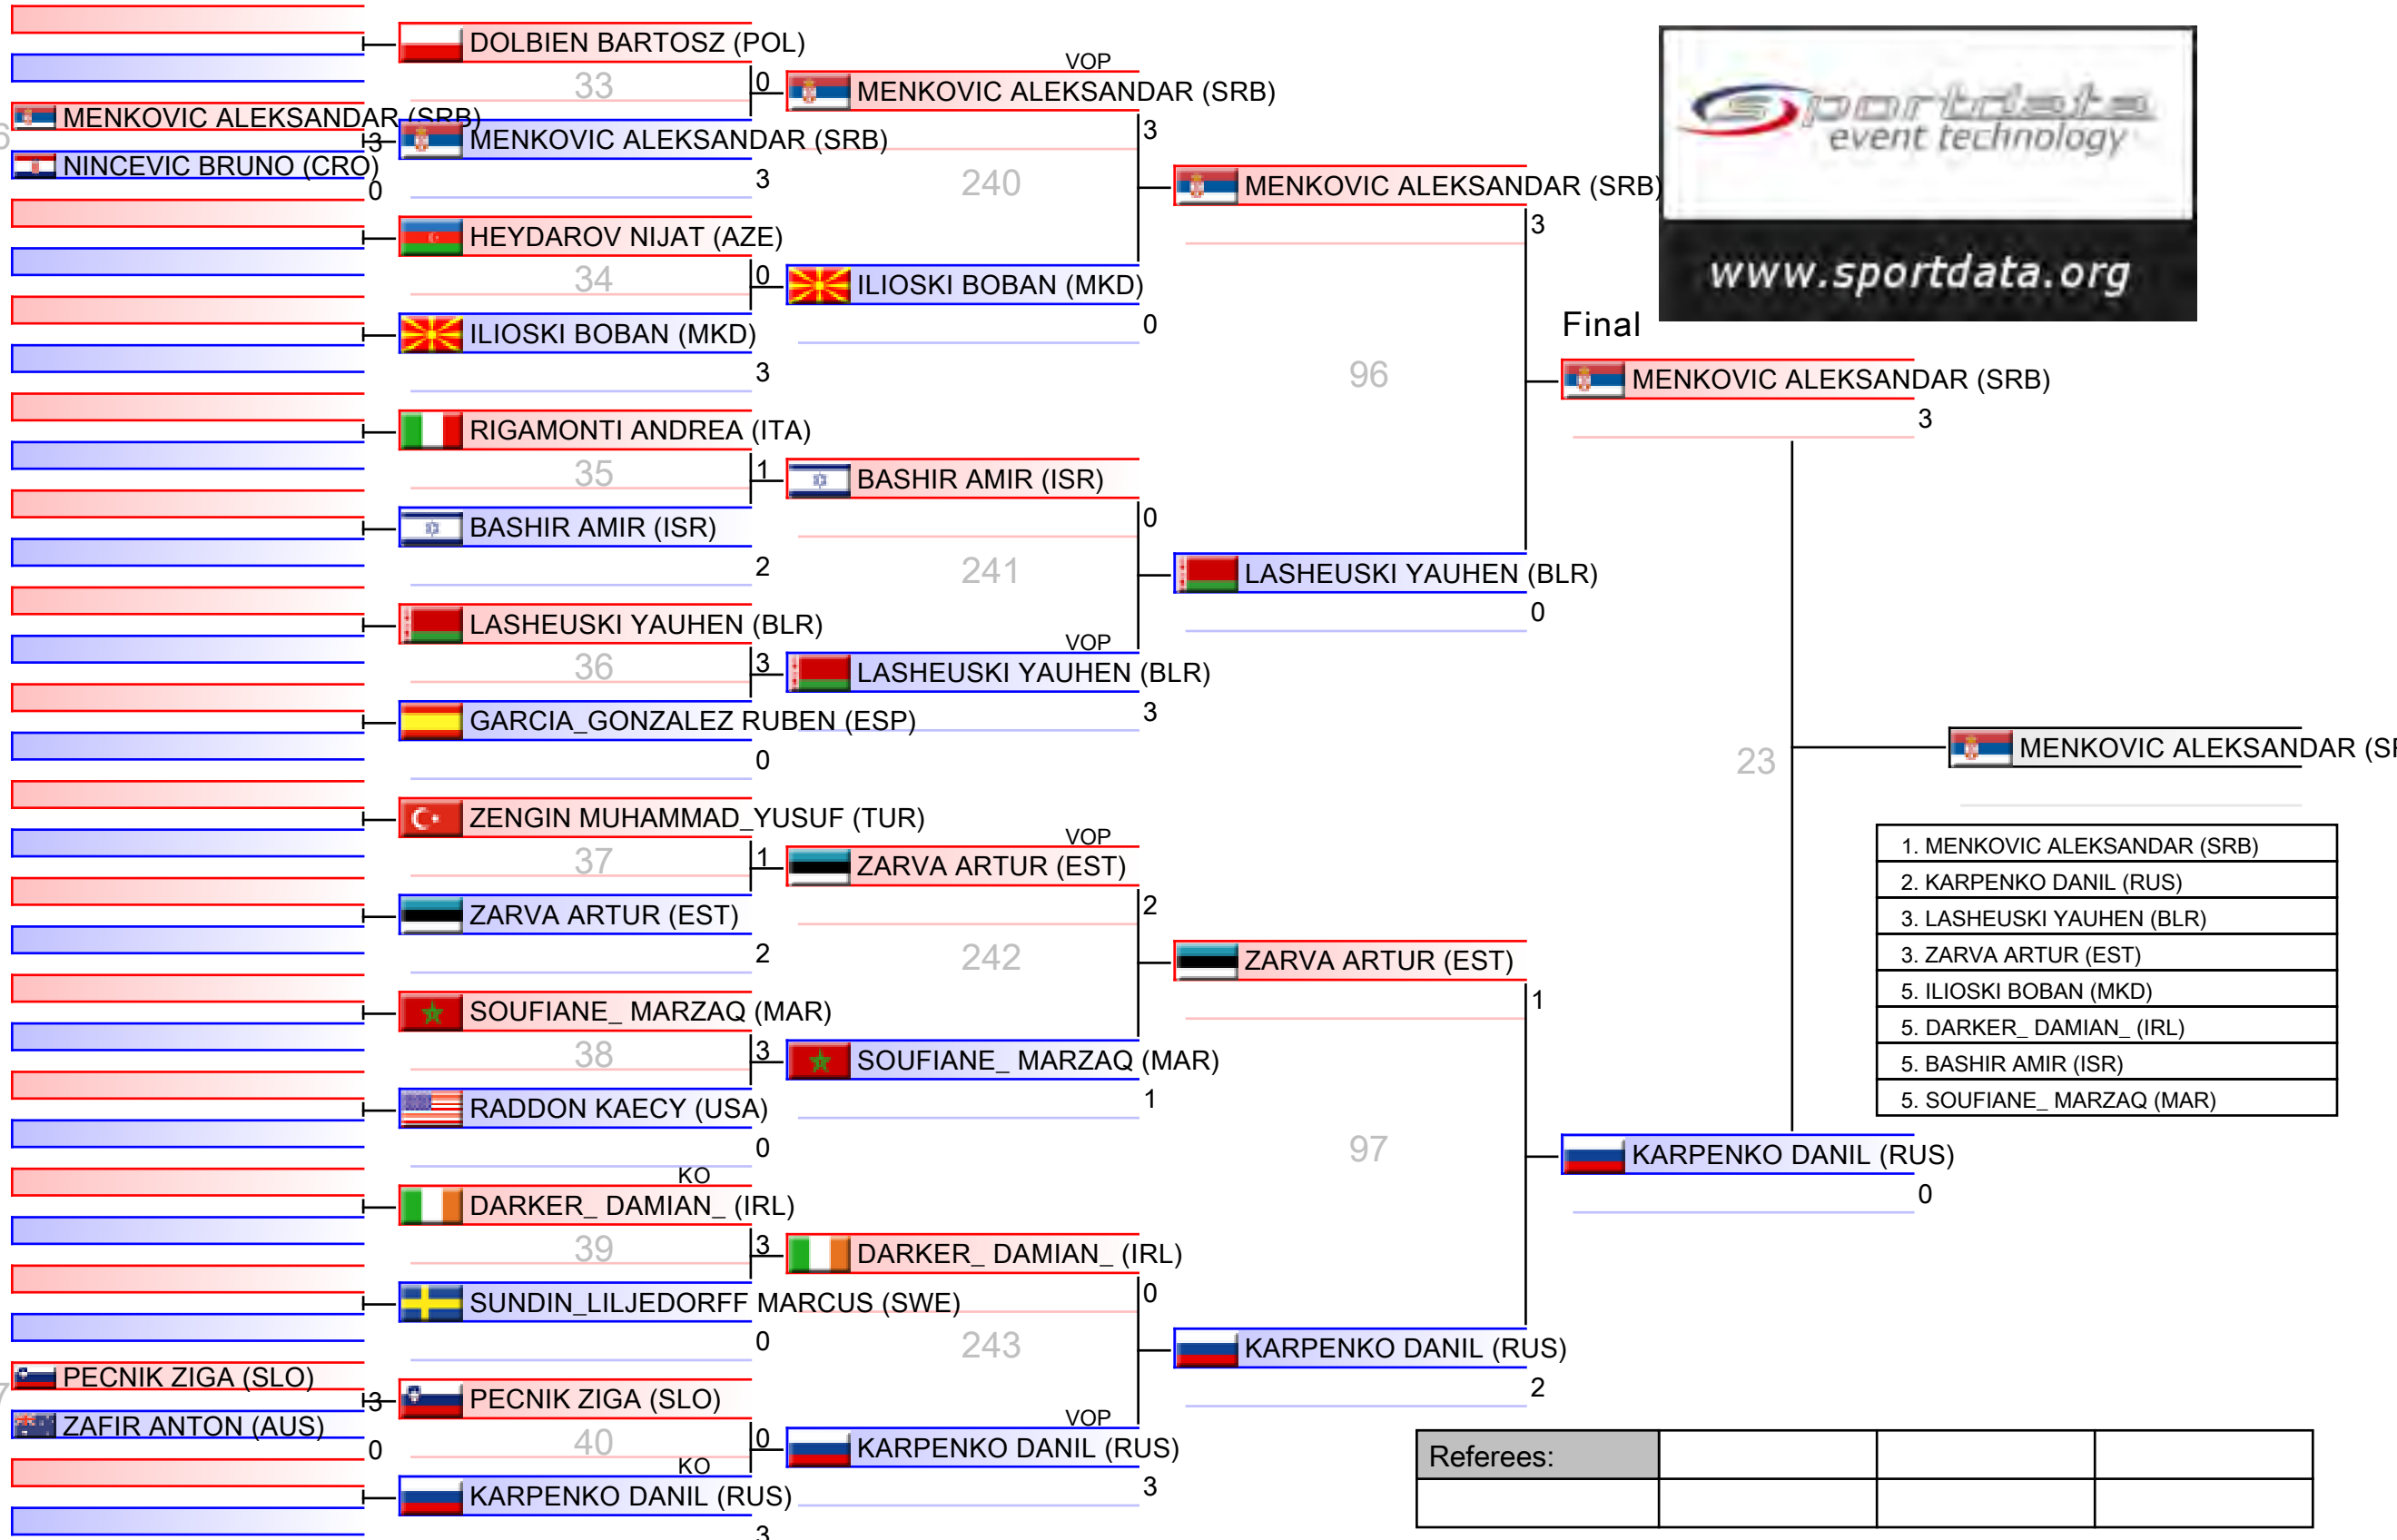 MENKOVIC ALEKSANDAR (SRB)
3
NINCEVIC BRUNO (CRO)
0
PECNIK ZIGA (SLO)
3
ZAFIR ANTON (AUS)
0
DOLBIEN BARTOSZ (POL)
33
0
MENKOVIC ALEKSANDAR (SRB)
3
HEYDAROV NIJAT (AZE)
34
0
ILIOSKI BOBAN (MKD)
3
RIGAMONTI ANDREA (ITA)
35
1
BASHIR AMIR (ISR)
2
LASHEUSKI YAUHEN (BLR)
36
3
GARCIA_GONZALEZ RUBEN (ESP)
0
ZENGIN MUHAMMAD_YUSUF (TUR)
37
1
ZARVA ARTUR (EST)
2
SOUFIANE_ MARZAQ (MAR)
38
3
RADDON KAECY (USA)
0
KO
DARKER_ DAMIAN_ (IRL)
39
3
SUNDIN_LILJEDORFF MARCUS (SWE)
0
PECNIK ZIGA (SLO)
40
0
KO
KARPENKO DANIL (RUS)
3
VOP
MENKOVIC ALEKSANDAR (SRB)
3
240
ILIOSKI BOBAN (MKD)
0
BASHIR AMIR (ISR)
0
241
VOP
LASHEUSKI YAUHEN (BLR)
3
VOP
ZARVA ARTUR (EST)
2
242
SOUFIANE_ MARZAQ (MAR)
1
DARKER_ DAMIAN_ (IRL)
0
243
VOP
KARPENKO DANIL (RUS)
3
MENKOVIC ALEKSANDAR (SRB)
3
96
LASHEUSKI YAUHEN (BLR)
0
ZARVA ARTUR (EST)
1
97
KARPENKO DANIL (RUS)
2
sportdata
event technology
www.sportdata.org
Final
MENKOVIC ALEKSANDAR (SRB)
3
23
KARPENKO DANIL (RUS)
0
MENKOVIC ALEKSANDAR
1. MENKOVIC ALEKSANDAR (SRB)
2. KARPENKO DANIL (RUS)
3. LASHEUSKI YAUHEN (BLR)
3. ZARVA ARTUR (EST)
5. ILIOSKI BOBAN (MKD)
5. DARKER_ DAMIAN_ (IRL)
5. BASHIR AMIR (ISR)
5. SOUFIANE_ MARZAQ (MAR)
Referees: